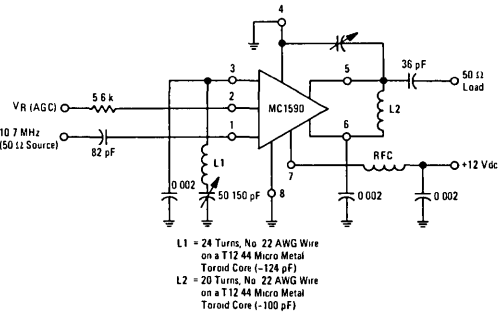 4
36 pF
50 Ω
Load
3
5
5 6 k
2
MC1590
L2
VR (AGC)
10 7 MHz
(50 Ω Source)
1
6
82 pF
L1
7
RFC
+12 Vdc
0 002
50 150 pF
8
0 002
0 002
L1 = 24 Turns, No 22 AWG Wire
on a T12 44 Micro Metal
Toroid Core (–124 pF)
L2 = 20 Turns, No 22 AWG Wire
on a T12 44 Micro Metal
Toroid Core (–100 pF)